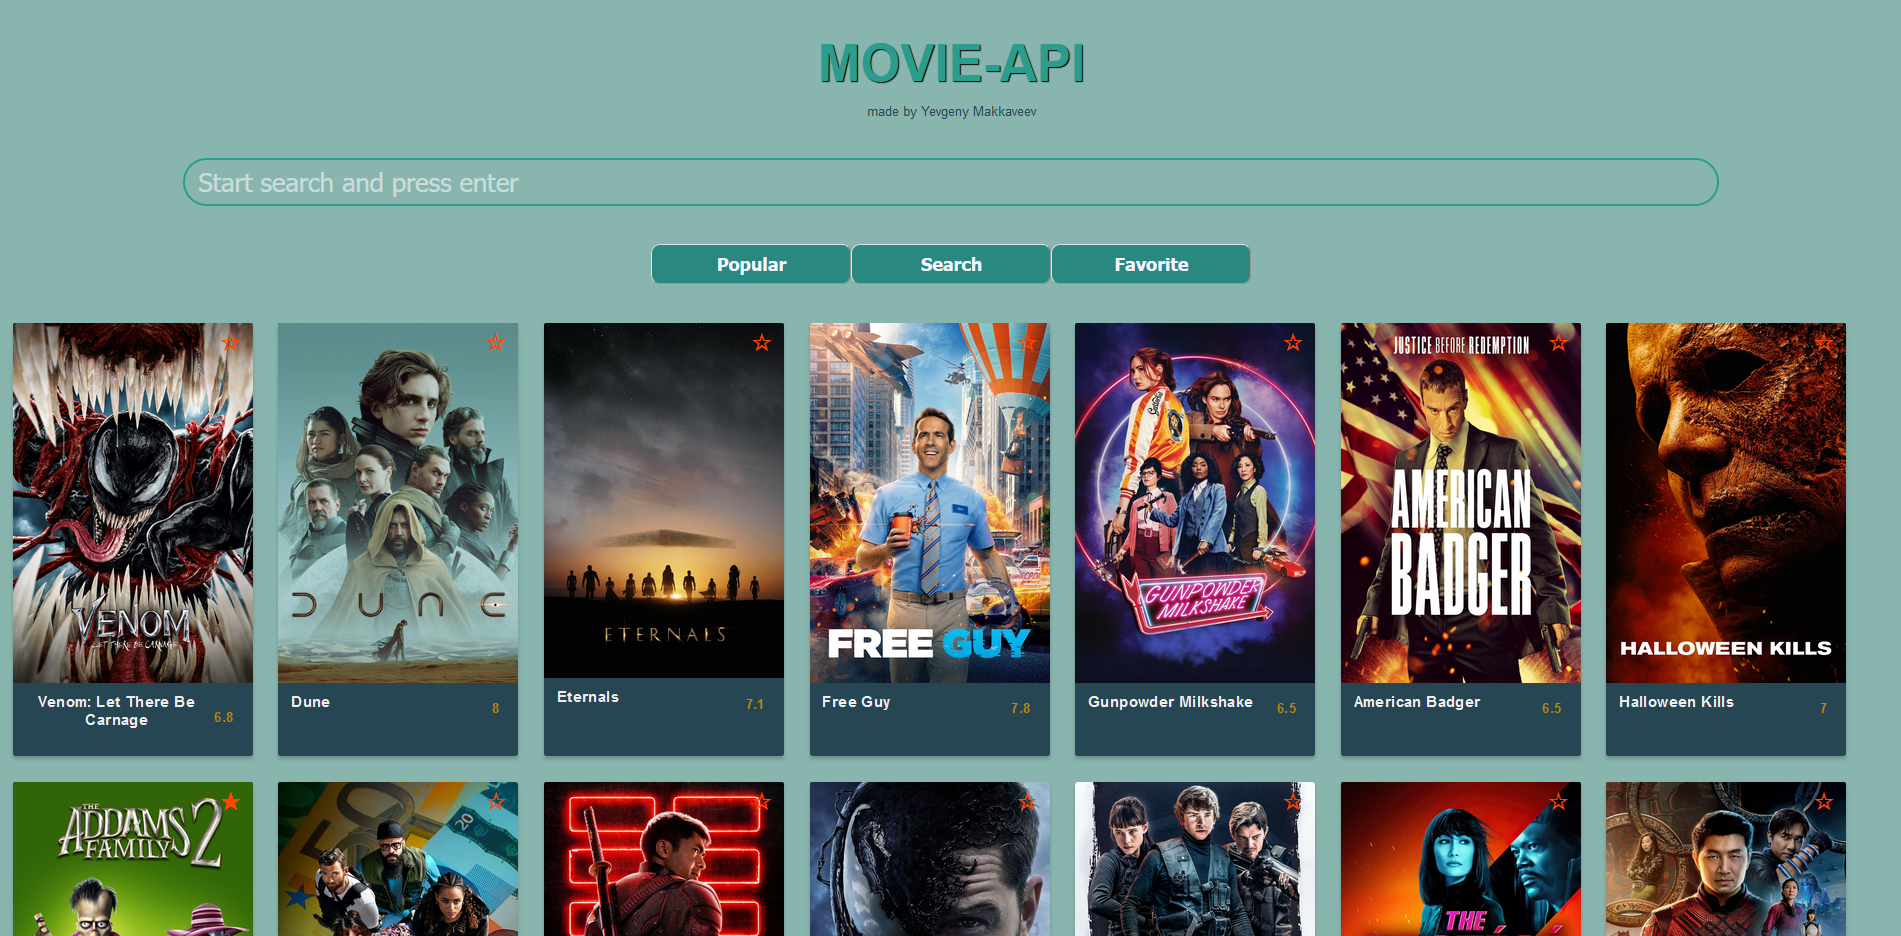 MOVIE-API
made by Yevgeny Makkaveev
Start search and press enter
Popular
Search
Favorite
VENOM
LET THERE BE CARNAGE
Venom: Let There Be
Carnage
6.8
DUNE
Dune
8
ETERNALS
Eternals
7.1
FREE GUY
Free Guy
7.8
GUNPOWDER
MILKSHAKE
Gunpowder Milkshake
6.5
JUSTICE BEFORE REDEMPTION
AMERICAN
BADGER
American Badger
6.5
HALLOWEEN KILLS
Halloween Kills
7
THE
ADDAMS
FAMILY 2
20
THE